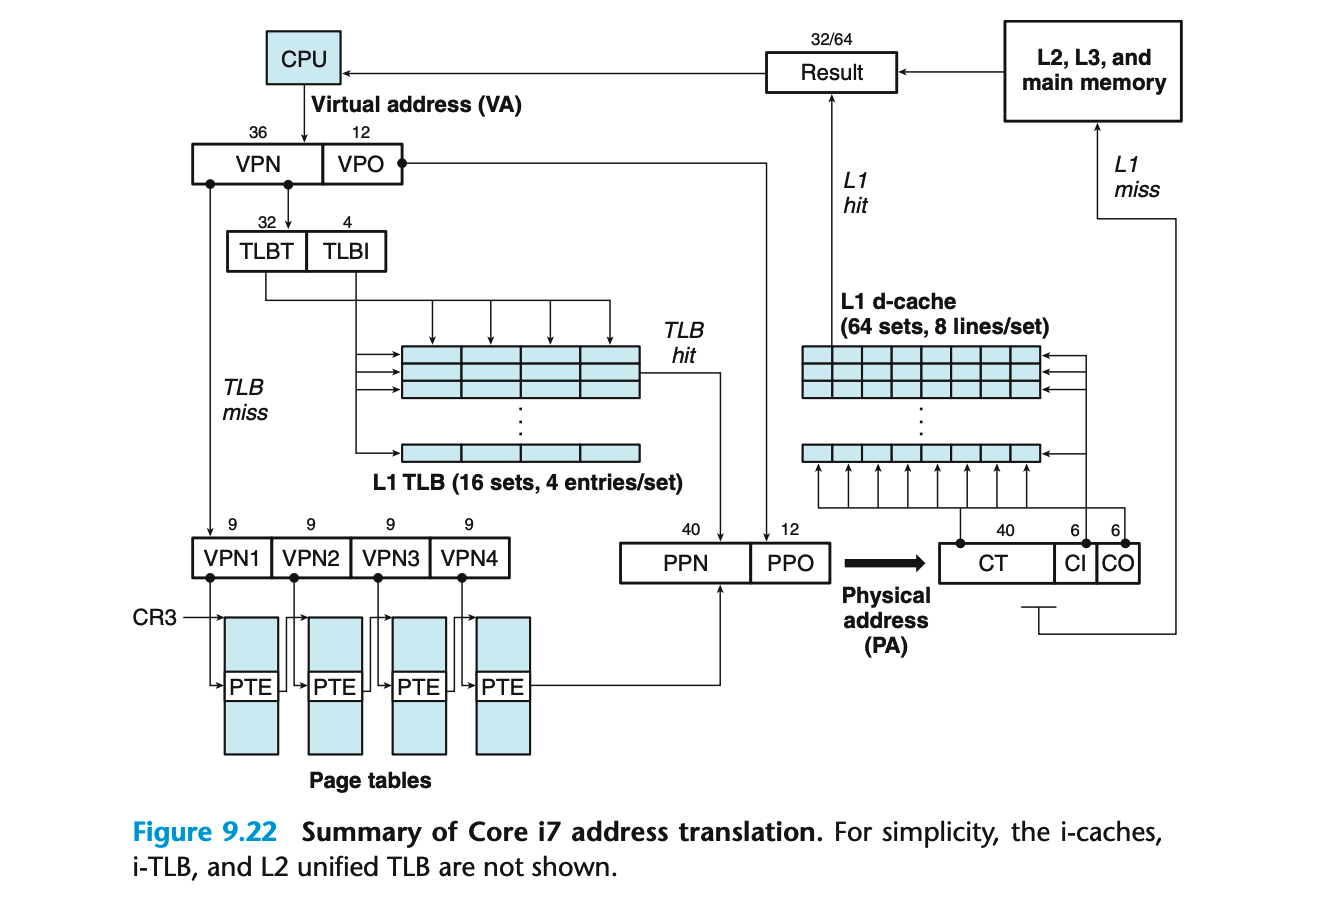 CPU
32/64
Result
L2, L3, and
main memory
Virtual address (VA)
36
12
VPN
VPO
L1
hit
L1
miss
32
4
TLBT
TLBI
L1 d-cache
(64 sets, 8 lines/set)
TLB
hit
TLB
miss
L1 TLB (16 sets, 4 entries/set)
9
9
9
9
VPN1
VPN2
VPN3
VPN4
40
12
PPN
PPO
40
6
6
CT
CI
CO
Physical
address
(PA)
CR3
PTE
PTE
PTE
PTE
Page tables
Figure 9.22 Summary of Core i7 address translation. For simplicity, the i-caches,
i-TLB, and L2 unified TLB are not shown.